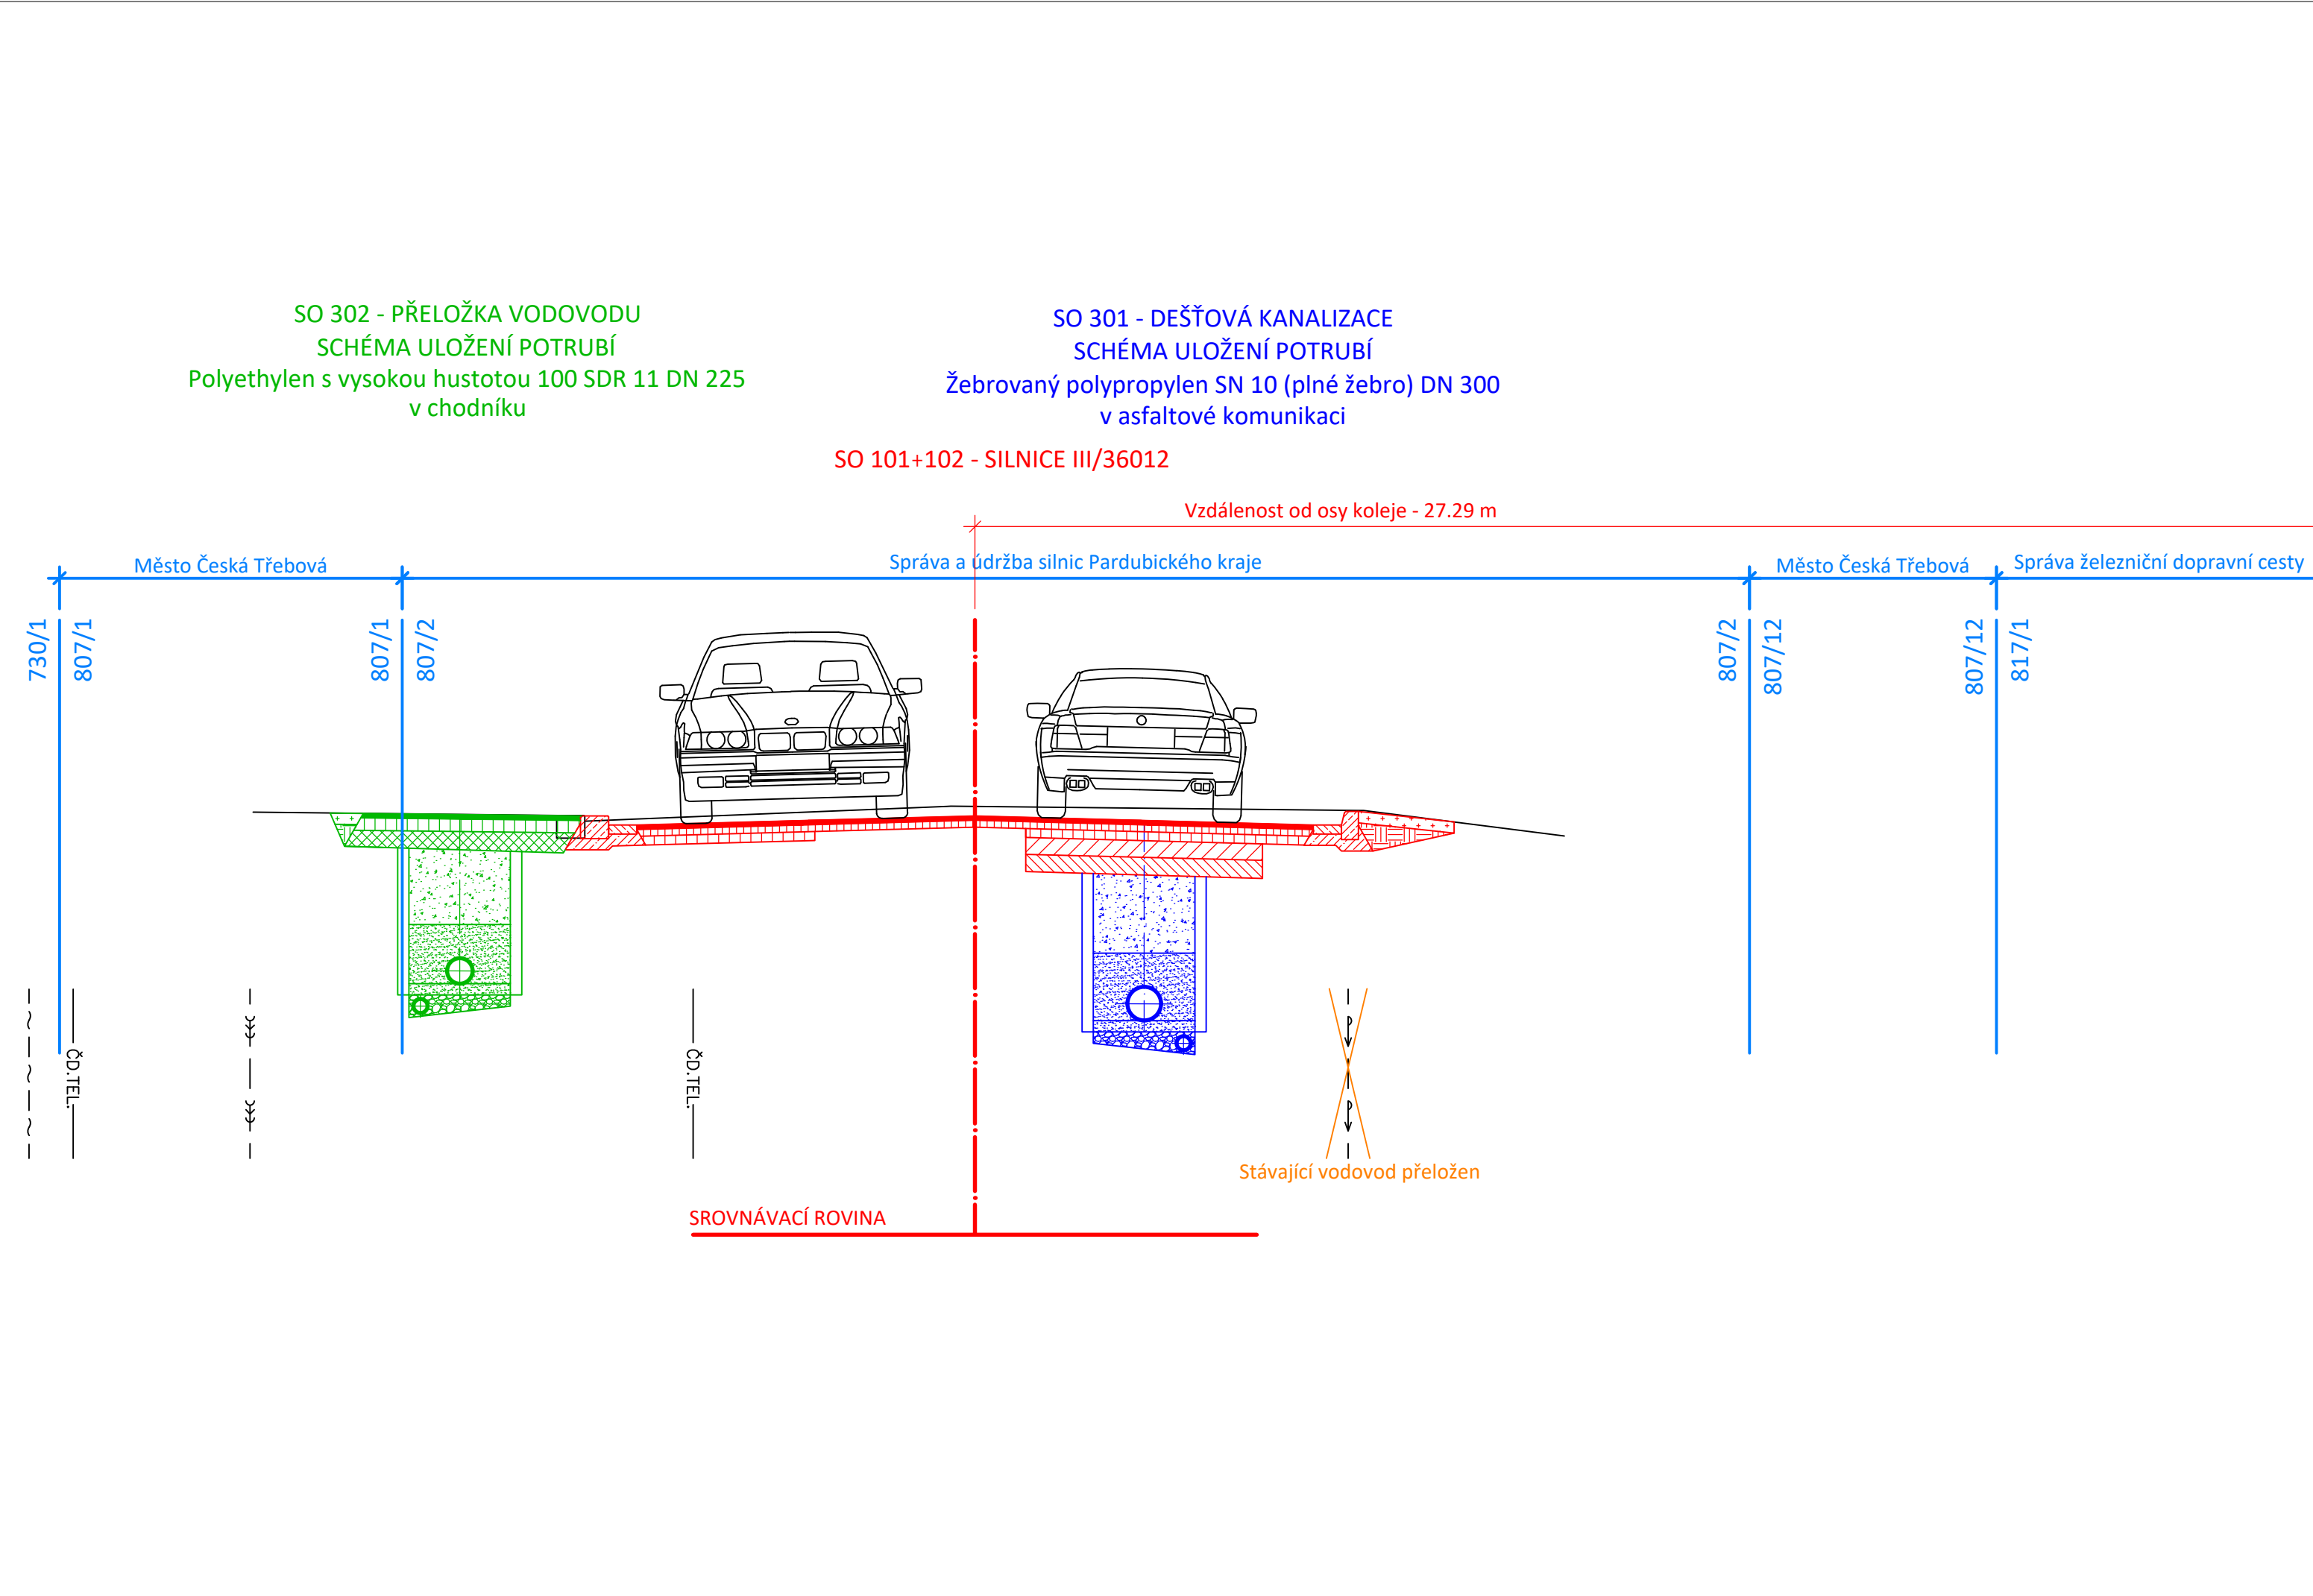 SO 302 - PŘELOŽKA VODOVODU
SCHÉMA ULOŽENÍ POTRUBÍ
Polyethylen s vysokou hustotou 100 SDR 11 DN 225
v chodníku
SO 301 - DEŠŤOVÁ KANALIZACE
SCHÉMA ULOŽENÍ POTRUBÍ
Žebrovaný polypropylen SN 10 (plné žebro) DN 300
v asfaltové komunikaci
SO 101+102 - SILNICE III/36012
Vzdálenost od osy koleje - 27.29 m
Město Česká Třebová
Správa a údržba silnic Pardubického kraje
Město Česká Třebová
Správa železniční dopravní cesty
730/1
807/1
807/1
807/2
807/2
807/12
807/12
817/1
ČD.TEL.
ČD.TEL.
Stávající vodovod přeložen
SROVNÁVACÍ ROVINA